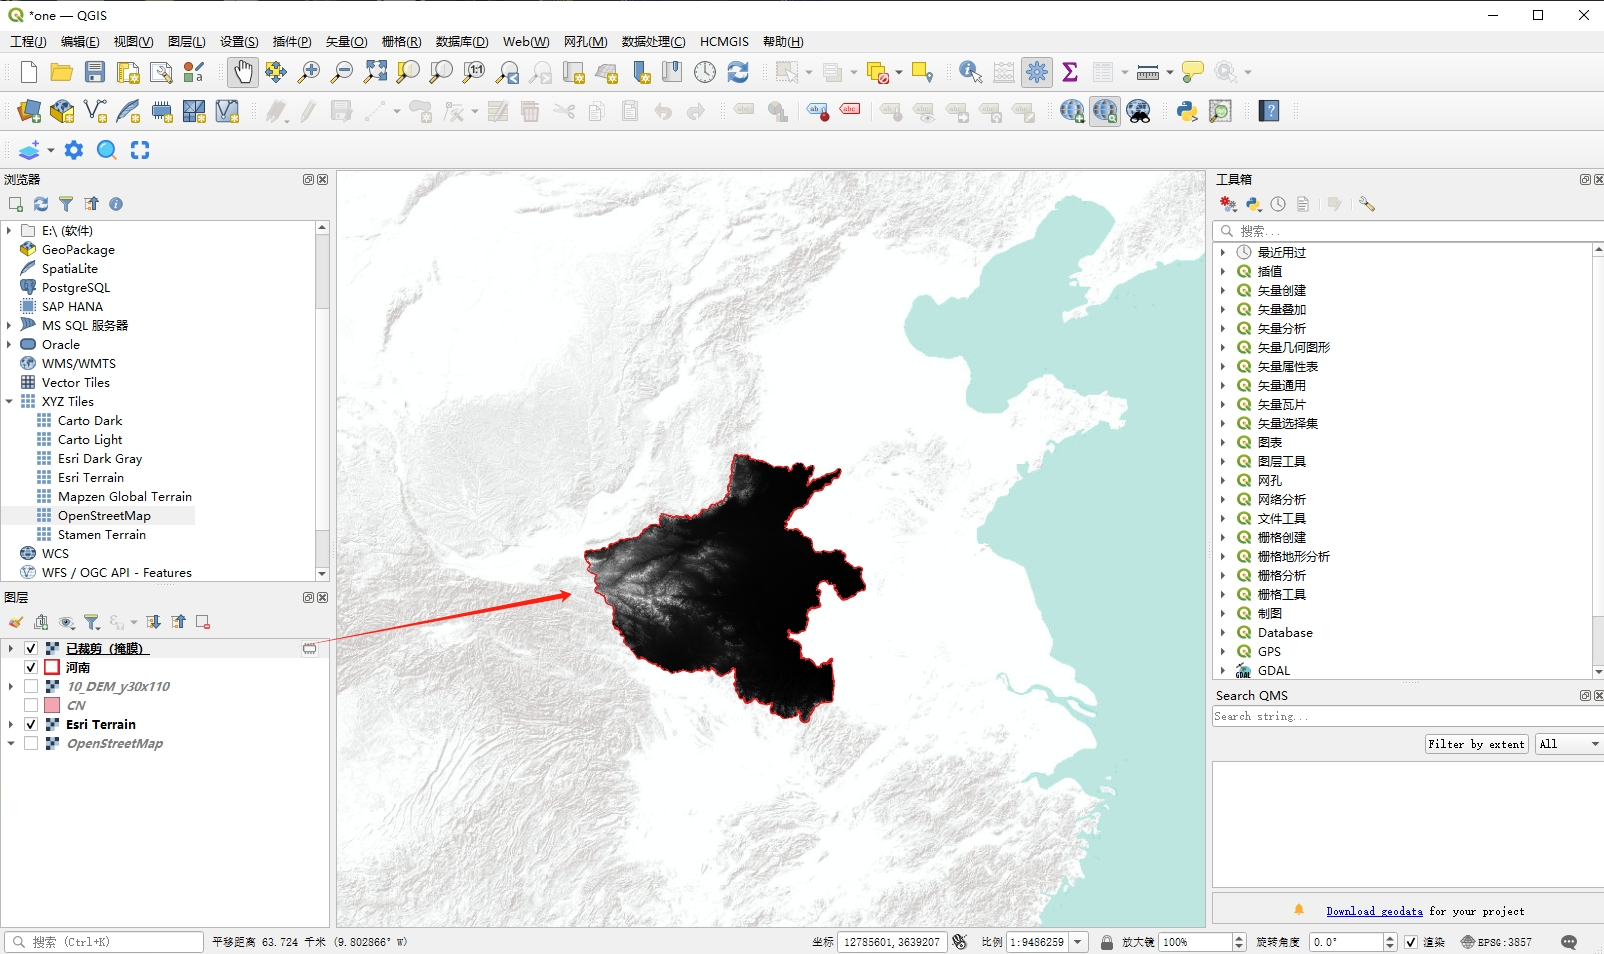 *one — QGIS
工程(J) 编辑(E) 视图(V) 图层(L) 设置(S) 插件(P) 矢量(O) 栅格(R) 数据库(D) Web(W) 网孔(M) 数据处理(C) HCMGIS 帮助(H)
浏览器
E:\ (软件)
GeoPackage
SpatiaLite
PostgreSQL
SAP HANA
MS SQL 服务器
Oracle
WMS/WMTS
Vector Tiles
XYZ Tiles
Carto Dark
Carto Light
Esri Dark Gray
Esri Terrain
Mapzen Global Terrain
OpenStreetMap
Stamen Terrain
WCS
WFS / OGC API - Features
图层
已裁剪（掩膜）
河南
10_DEM_y30x110
CN
Esri Terrain
OpenStreetMap
工具箱
搜索...
最近用过
插值
矢量创建
矢量叠加
矢量分析
矢量几何图形
矢量属性表
矢量通用
矢量瓦片
矢量选择集
图表
图层工具
网孔
网络分析
文件工具
栅格创建
栅格地形分析
栅格分析
栅格工具
制图
Database
GPS
GDAL
Search QMS
Search string...
Filter by extent All
Download geodata for your project
搜索 (Ctrl+K) 平移距离 63.724 千米 (9.802866° W) 坐标 12785601,3639207 比例 1:9486259 放大镜 100% 旋转角度 0.0° 渲染 EPSG:3857